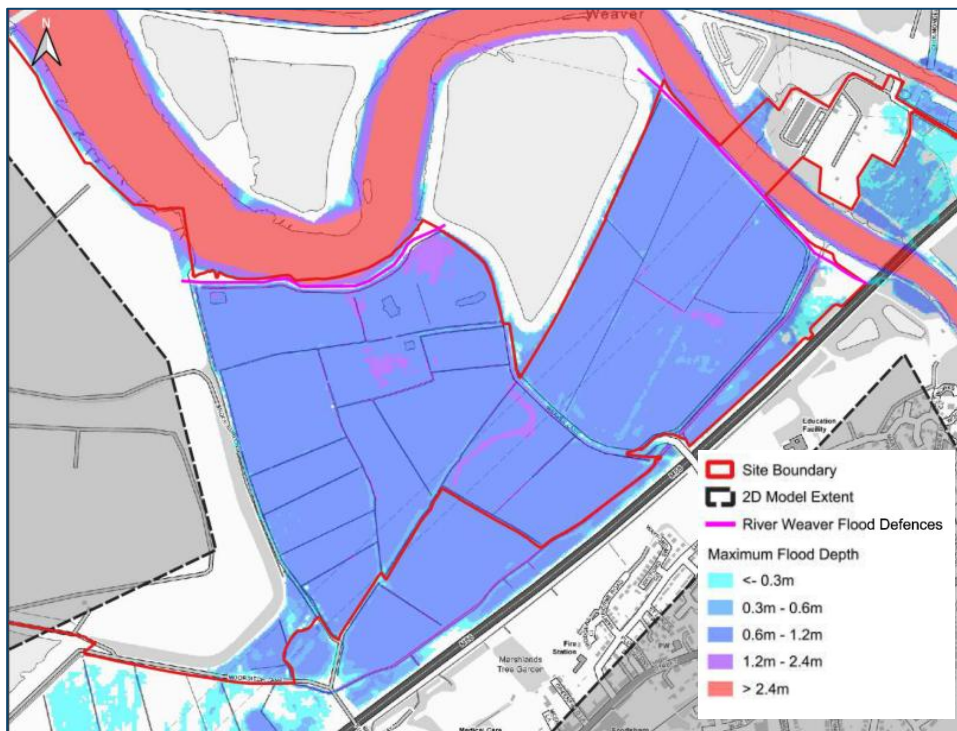 Weaver
N
Education
Facility
M56
Fire
Station
Marshlands
Tree Garden
M56
Medical Care
Site Boundary
2D Model Extent
River Weaver Flood Defences
Maximum Flood Depth
<- 0.3m
0.3m - 0.6m
0.6m - 1.2m
1.2m - 2.4m
> 2.4m